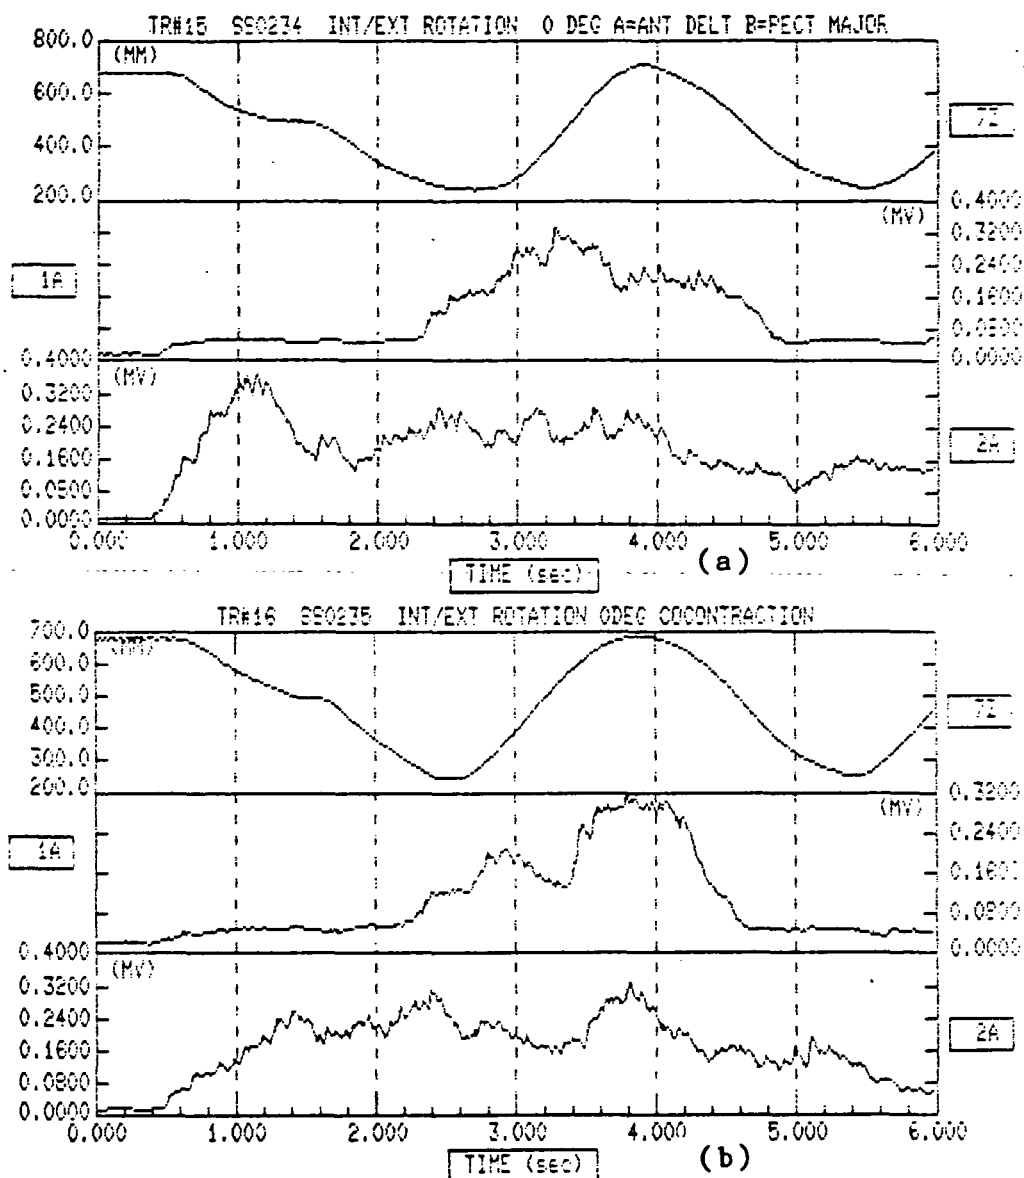 TR#15 SS0234 INT/EXT ROTATION 0 DEG A=ANT DELT B=PECT MAJOR
800.0
(MM)
600.0
400.0
200.0
7Z
(MV)
0.4000
0.3200
0.2400
0.1600
0.0800
0.0000
1A
0.4000
(MV)
0.3200
0.2400
0.1600
0.0800
0.0000
2A
0.000 1.000 2.000 3.000 4.000 5.000 6.000
TIME (sec)
(a)
TR#16 SS0235 INT/EXT ROTATION 0DEG COCONTRACTION
700.0
(MM)
600.0
500.0
400.0
300.0
200.0
7Z
(MV)
0.3200
0.2400
0.1600
0.0800
0.0000
1A
0.4000
(MV)
0.3200
0.2400
0.1600
0.0800
0.0000
2A
0.000 1.000 2.000 3.000 4.000 5.000 6.000
TIME (sec)
(b)